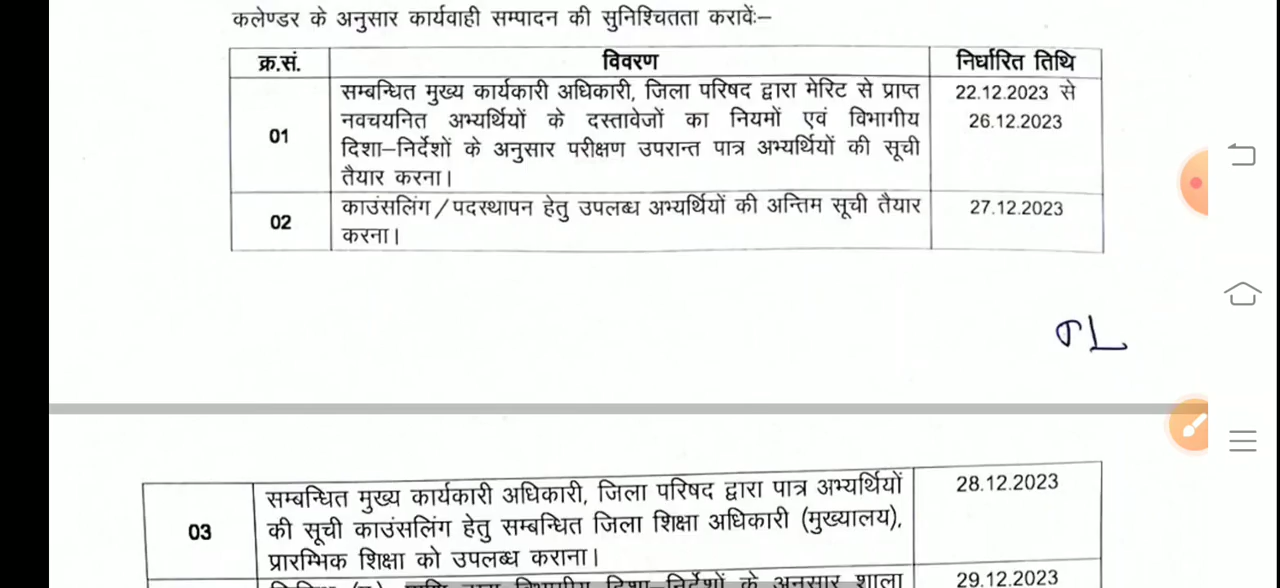 कलेण्डर के अनुसार कार्यवाही सम्पादन की सुनिश्चितता करावेंः–
क्र.सं. विवरण निर्धारित तिथि
01
सम्बन्धित मुख्य कार्यकारी अधिकारी, जिला परिषद द्वारा मेरिट से प्राप्त
नवचयनित अभ्यर्थियों के दस्तावेजों का नियमों एवं विभागीय
दिशा–निर्देशों के अनुसार परीक्षण उपरान्त पात्र अभ्यर्थियों की सूची
तैयार करना।
22.12.2023 से
26.12.2023
02
काउंसलिंग/पदस्थापन हेतु उपलब्ध अभ्यर्थियों की अन्तिम सूची तैयार
करना।
27.12.2023
03
सम्बन्धित मुख्य कार्यकारी अधिकारी, जिला परिषद द्वारा पात्र अभ्यर्थियों
की सूची काउंसलिंग हेतु सम्बन्धित जिला शिक्षा अधिकारी (मुख्यालय),
प्रारम्भिक शिक्षा को उपलब्ध कराना।
28.12.2023
विभागीय दिशा–निर्देशों के अनुसार शाला
29.12.2023